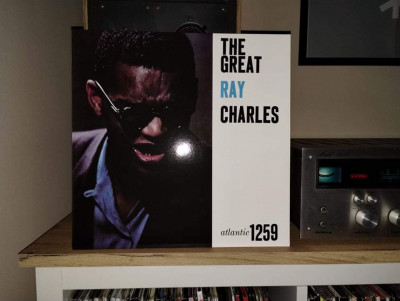 THE
GREAT
RAY
CHARLES
atlantic 1259